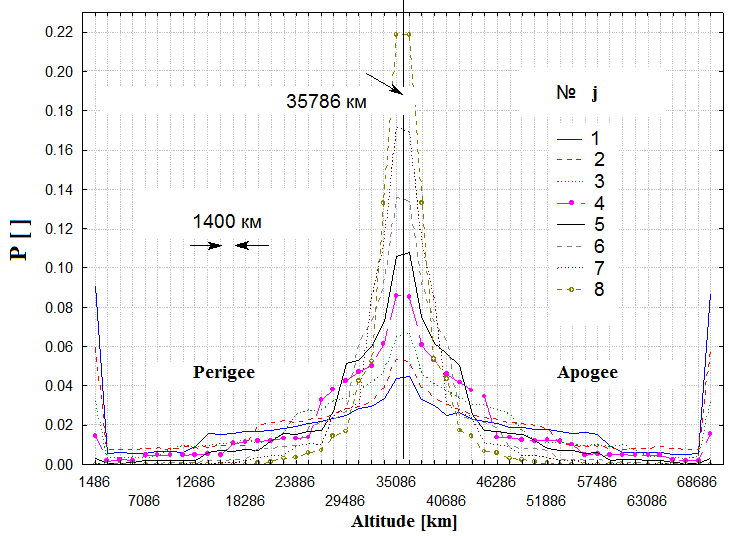 0.22
0.20
0.18
0.16
0.14
0.12
0.10
0.08
0.06
0.04
0.02
0.00
P [ ]
35786 км
1400 км
№ j
1
2
3
4
5
6
7
8
Perigee
Apogee
1486 12686 23886 35086 46286 57486 68686
7086 18286 29486 40686 51886 63086
Altitude [km]